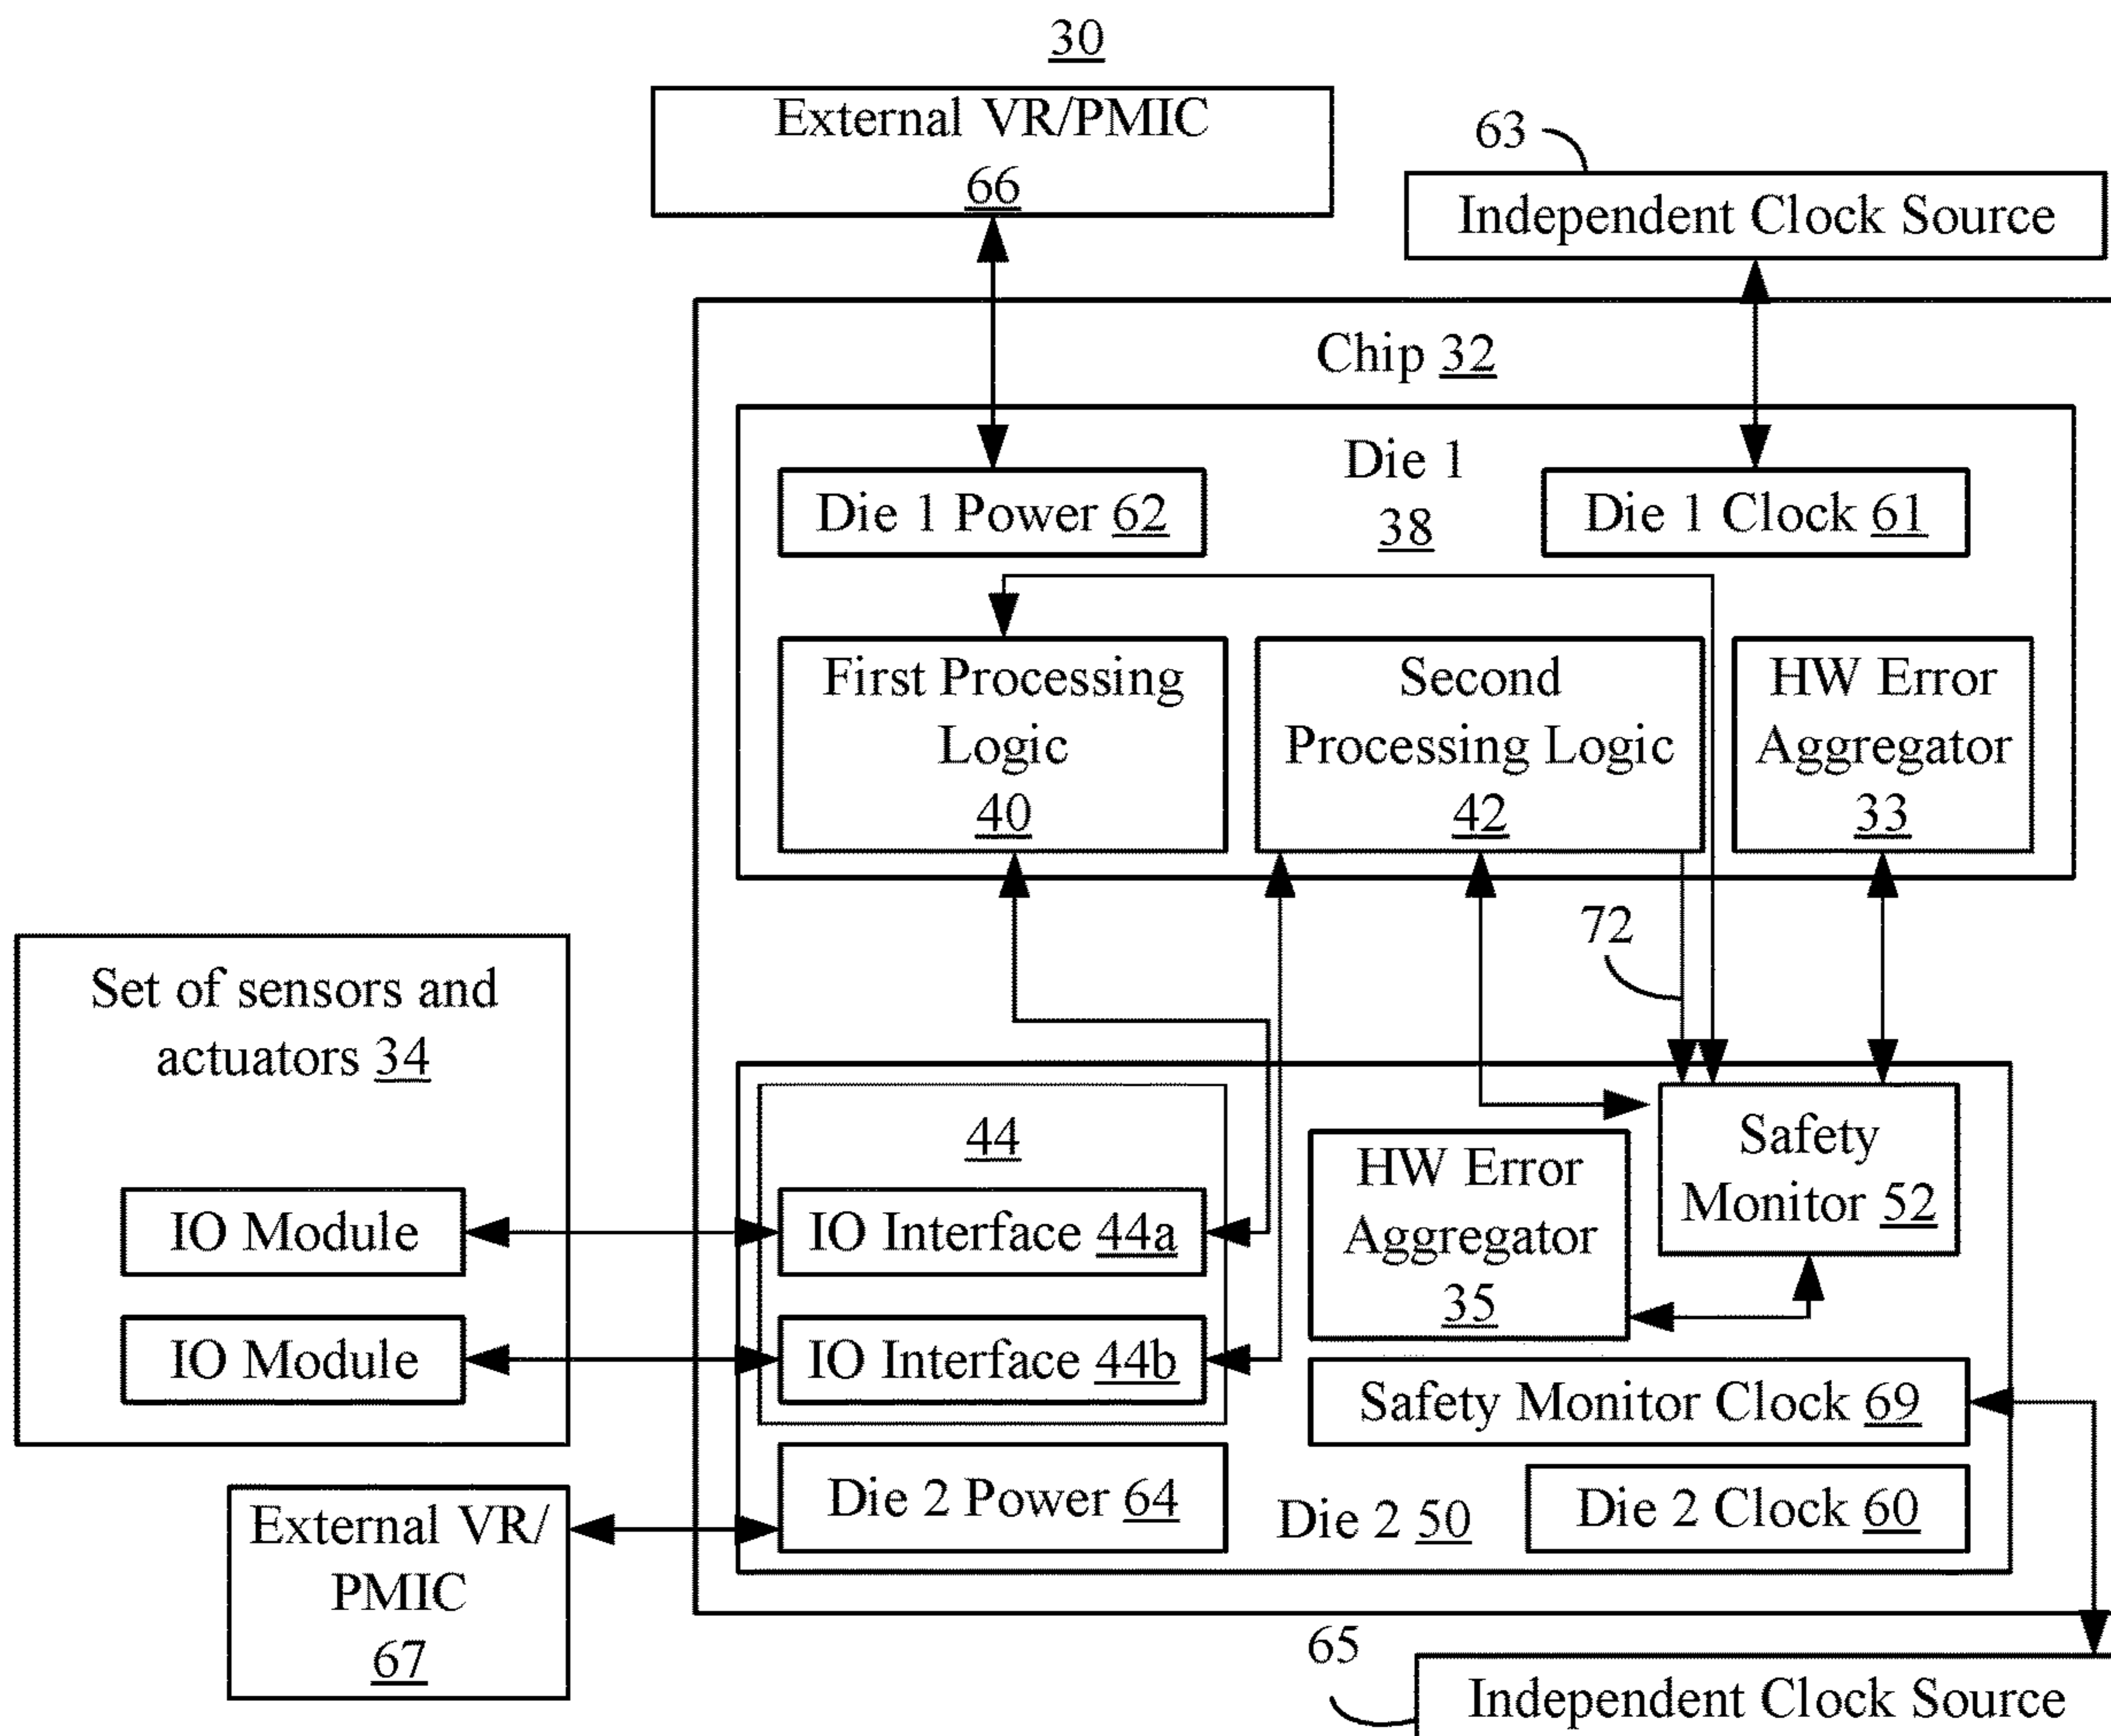 30
External VR/PMIC
66
63
Independent Clock Source
Chip 32
Die 1
38
Die 1 Power 62
Die 1 Clock 61
First Processing
Logic
40
Second
Processing Logic
42
HW Error
Aggregator
33
72
Set of sensors and
actuators 34
IO Module
IO Module
44
IO Interface 44a
IO Interface 44b
HW Error
Aggregator
35
Safety
Monitor 52
Safety Monitor Clock 69
Die 2 Power 64
Die 2 50
Die 2 Clock 60
External VR/
PMIC
67
65
Independent Clock Source